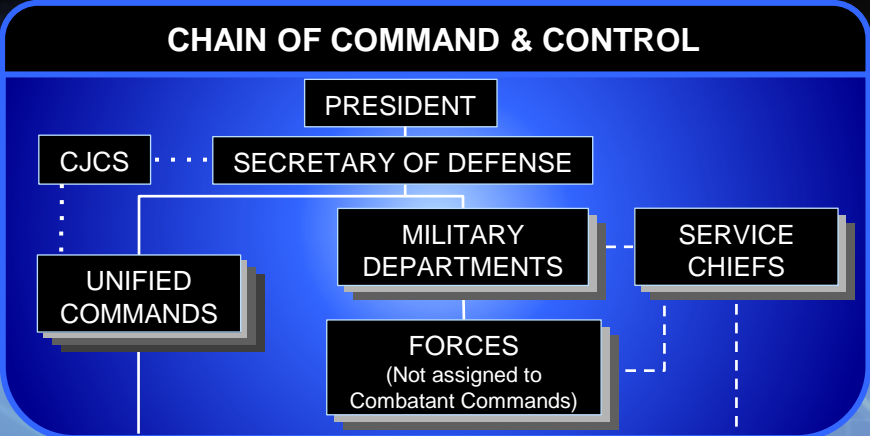 CHAIN OF COMMAND & CONTROL
PRESIDENT
CJCS
SECRETARY OF DEFENSE
MILITARY
DEPARTMENTS
SERVICE
CHIEFS
UNIFIED
COMMANDS
FORCES
(Not assigned to
Combatant Commands)